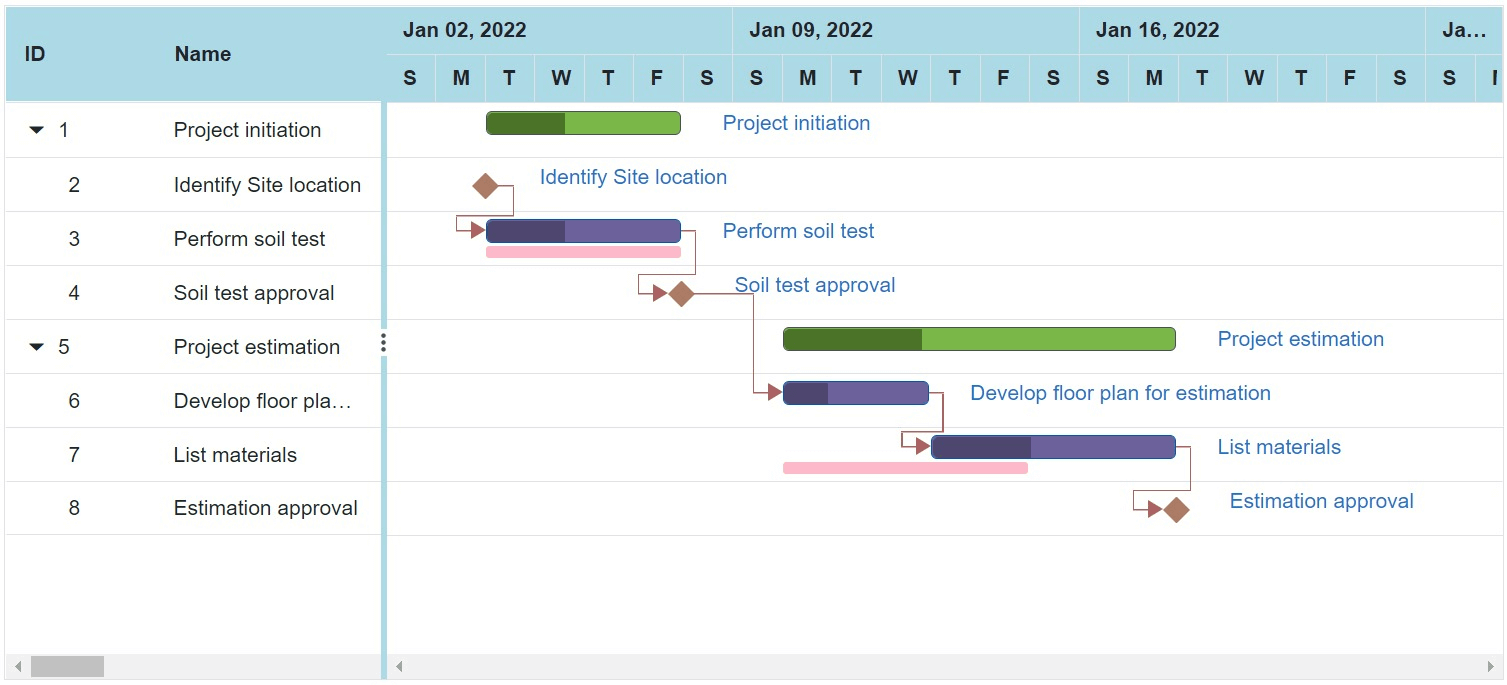 ID Name
Jan 02, 2022 Jan 09, 2022 Jan 16, 2022 Ja...
S M T W T F S S M T W T F S S M T W T F S S M
1 Project initiation Project initiation
2 Identify Site location Identify Site location
3 Perform soil test Perform soil test
4 Soil test approval Soil test approval
5 Project estimation Project estimation
6 Develop floor pla... Develop floor plan for estimation
7 List materials List materials
8 Estimation approval Estimation approval